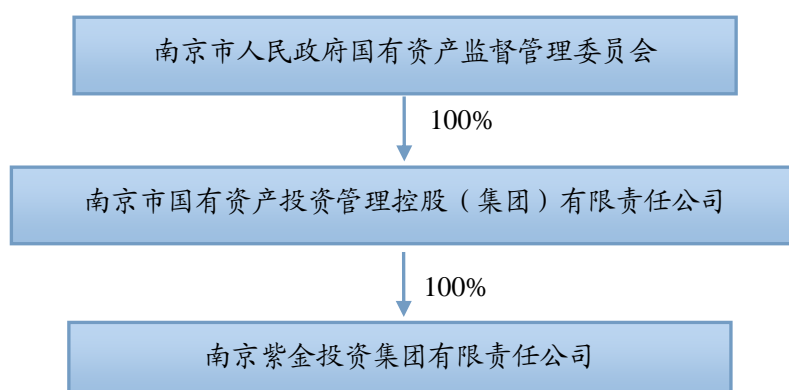 南京市人民政府国有资产监督管理委员会
100%
南京市国有资产投资管理控股（集团）有限责任公司
100%
南京紫金投资集团有限责任公司